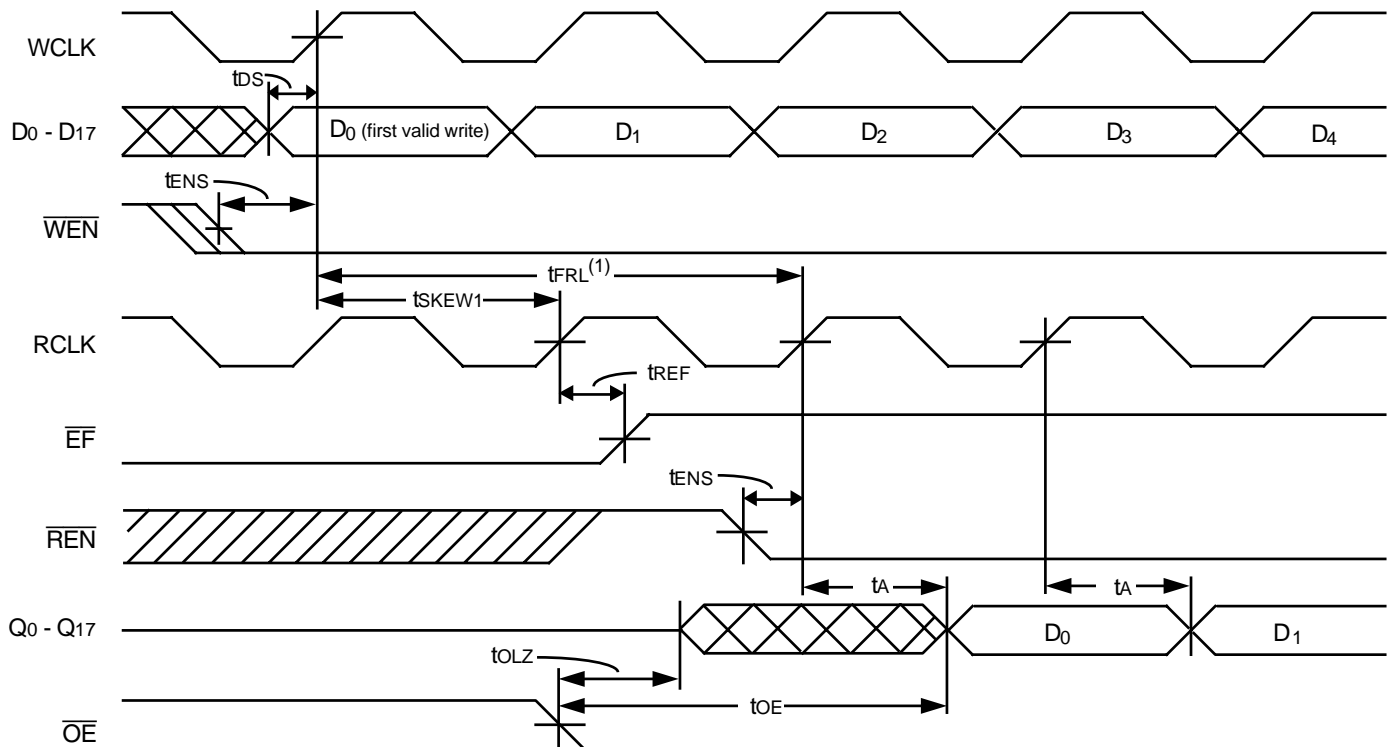 WCLK
tDS
D0 - D17
D0 (first valid write)
D1
D2
D3
D4
tENS
WEN
tFRL(1)
tSKEW1
RCLK
tREF
EF
tENS
REN
tA
tA
Q0 - Q17
D0
D1
tOLZ
tOE
OE